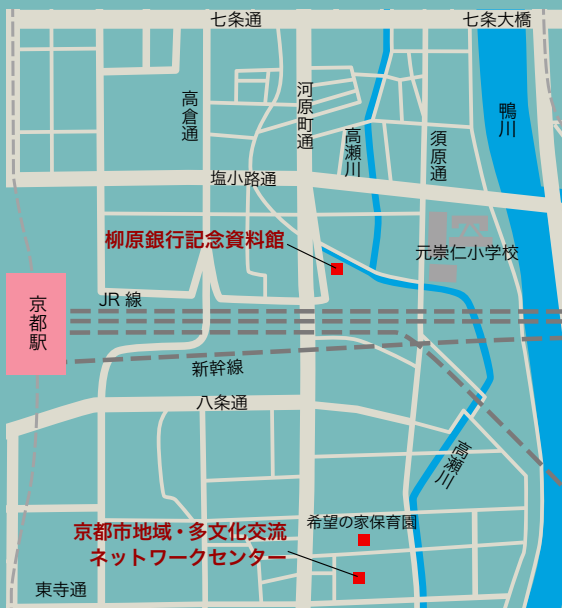 七条通
七条大橋
高倉通
河原町通
鴨川
高瀬川
須原通
塩小路通
柳原銀行記念資料館
元崇仁小学校
京都駅
JR 線
新幹線
八条通
高瀬川
希望の家保育園
京都市地域・多文化交流
ネットワークセンター
東寺通